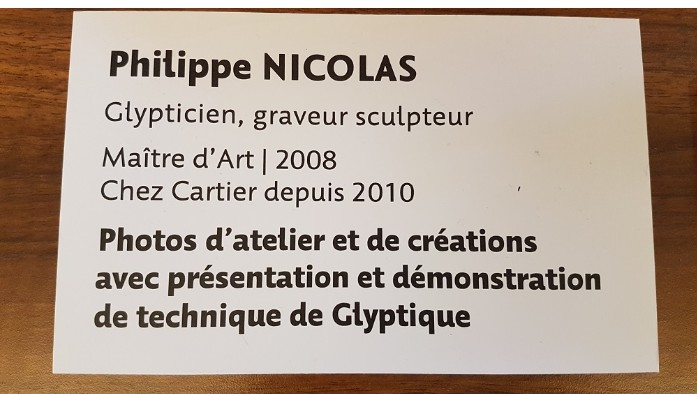 Philippe NICOLAS
Glypticien, graveur sculpteur
Maître d'Art | 2008
Chez Cartier depuis 2010
Photos d'atelier et de créations
avec présentation et démonstration
de technique de Glyptique